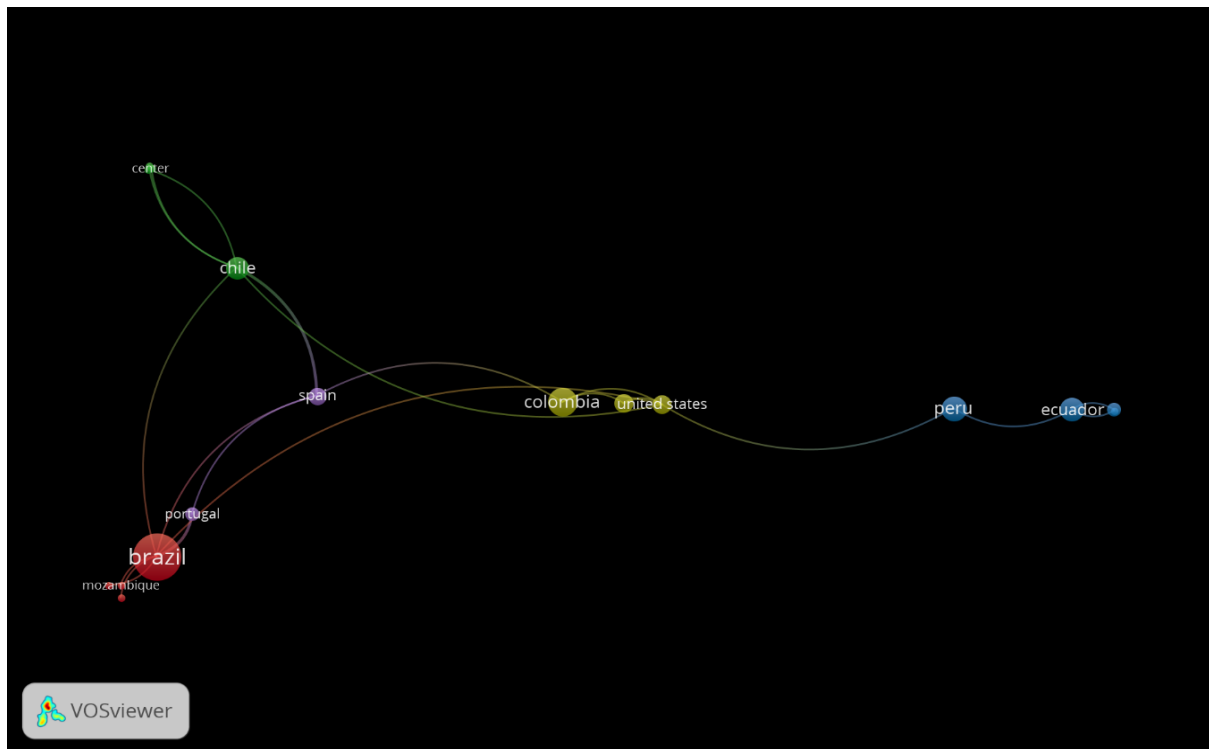 center
chile
spain
colombia
united states
peru
ecuador
portugal
brazil
mozambique
VOSviewer